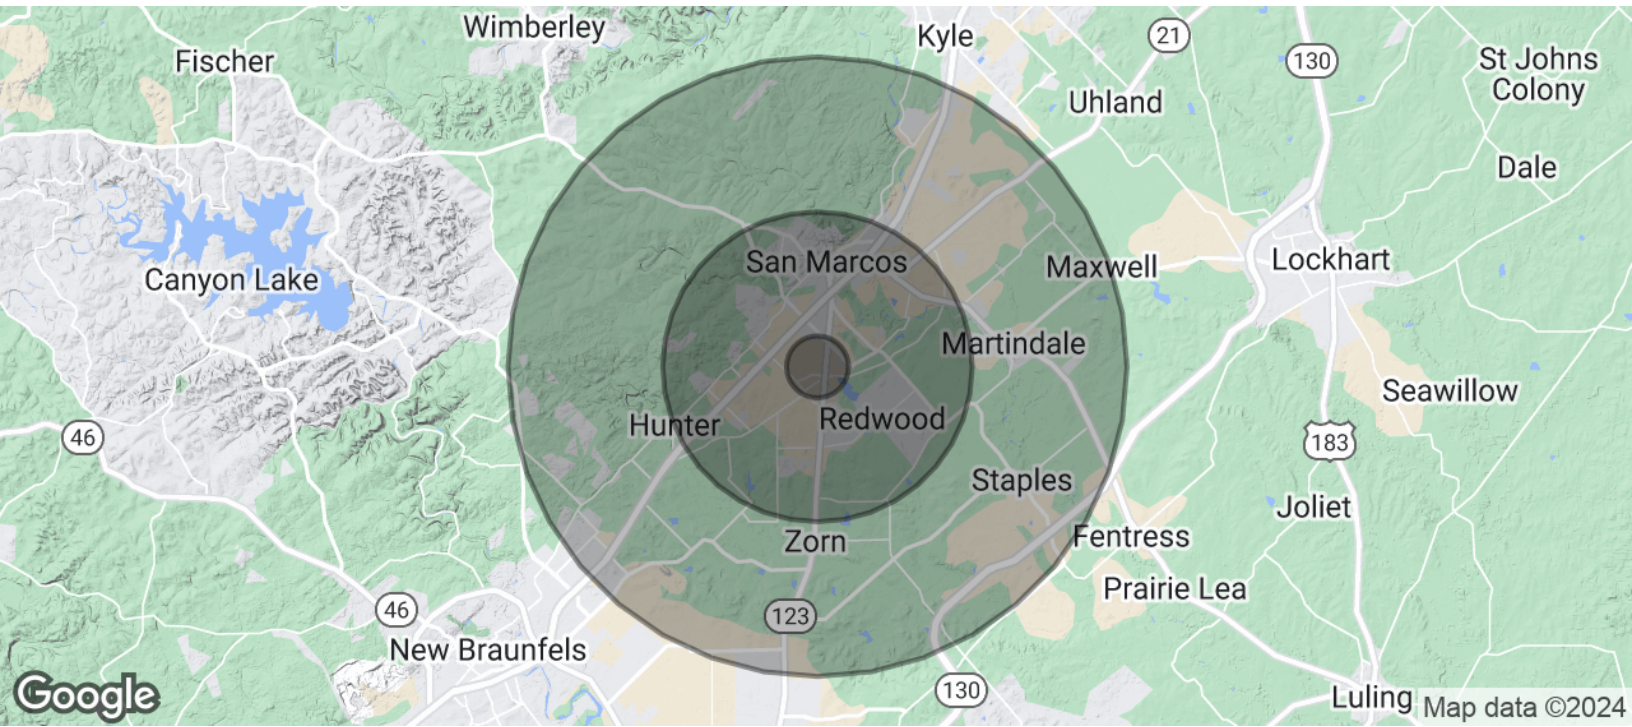 Wimberley
Kyle
21
Fischer
130
St Johns
Colony
Uhland
Dale
San Marcos
Maxwell
Lockhart
Canyon Lake
Martindale
Seawillow
Hunter
Redwood
46
183
Staples
Joliet
Zorn
Fentress
Prairie Lea
46
123
New Braunfels
130
Luling
Google
Map data ©2024